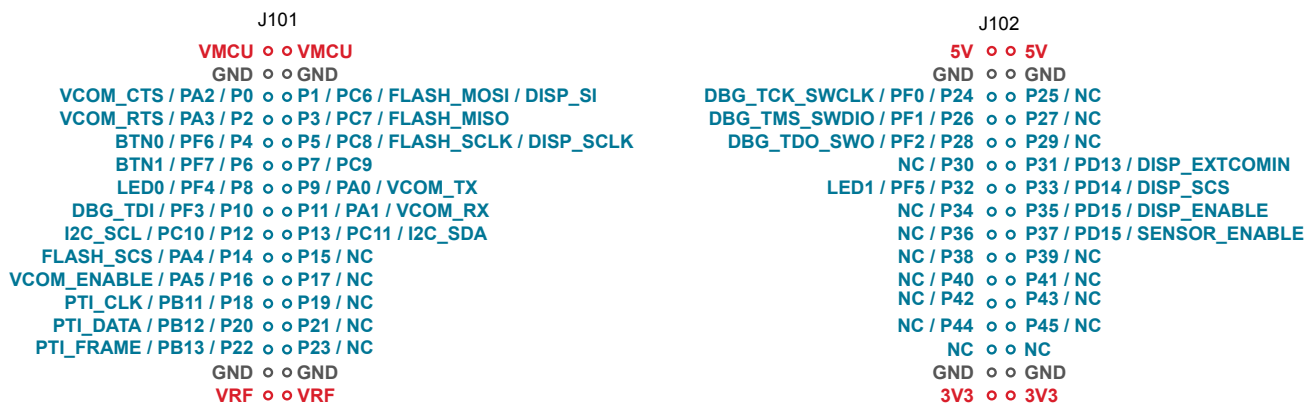 J101
VMCU VMCU
GND GND
VCOM_CTS / PA2 / P0 P1 / PC6 / FLASH_MOSI / DISP_SI
VCOM_RTS / PA3 / P2 P3 / PC7 / FLASH_MISO
BTN0 / PF6 / P4 P5 / PC8 / FLASH_SCLK / DISP_SCLK
BTN1 / PF7 / P6 P7 / PC9
LED0 / PF4 / P8 P9 / PA0 / VCOM_TX
DBG_TDI / PF3 / P10 P11 / PA1 / VCOM_RX
I2C_SCL / PC10 / P12 P13 / PC11 / I2C_SDA
FLASH_SCS / PA4 / P14 P15 / NC
VCOM_ENABLE / PA5 / P16 P17 / NC
PTI_CLK / PB11 / P18 P19 / NC
PTI_DATA / PB12 / P20 P21 / NC
PTI_FRAME / PB13 / P22 P23 / NC
GND GND
VRF VRF
J102
5V 5V
GND GND
DBG_TCK_SWCLK / PF0 / P24 P25 / NC
DBG_TMS_SWDIO / PF1 / P26 P27 / NC
DBG_TDO_SWO / PF2 / P28 P29 / NC
NC / P30 P31 / PD13 / DISP_EXTCOMIN
LED1 / PF5 / P32 P33 / PD14 / DISP_SCS
NC / P34 P35 / PD15 / DISP_ENABLE
NC / P36 P37 / PD15 / SENSOR_ENABLE
NC / P38 P39 / NC
NC / P40 P41 / NC
NC / P42 P43 / NC
NC / P44 P45 / NC
NC NC
GND GND
3V3 3V3